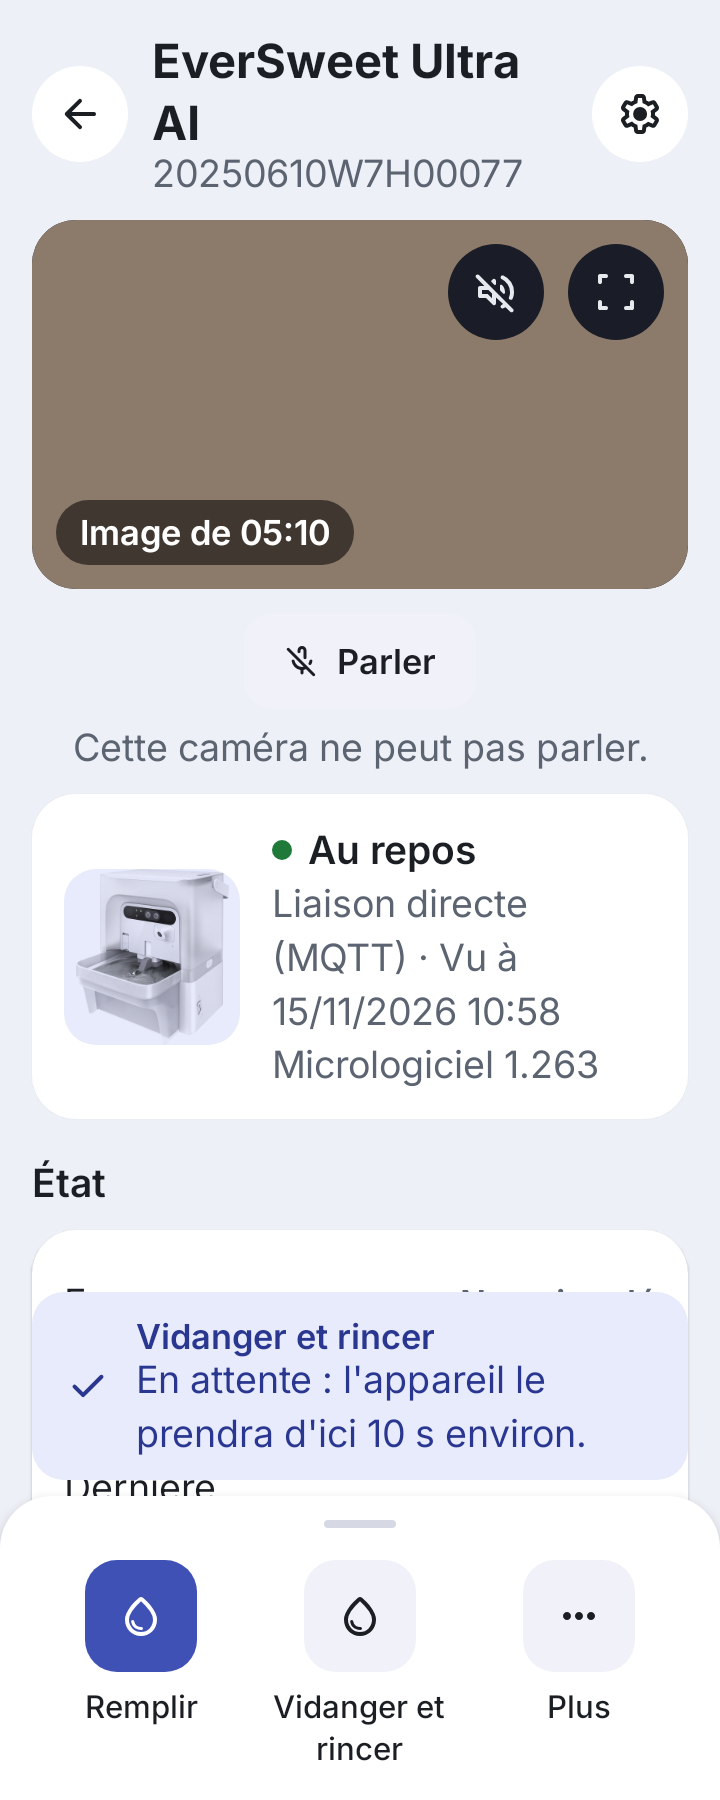 EverSweet Ultra
AI
20250610W7H00077
Image de 05:10
Parler
Cette caméra ne peut pas parler.
Au repos
Liaison directe
(MQTT) · Vu à
15/11/2026 10:58
Micrologiciel 1.263
État
Vidanger et rincer
En attente : l'appareil le
prendra d'ici 10 s environ.
Dernière
Remplir
Vidanger et
rincer
Plus